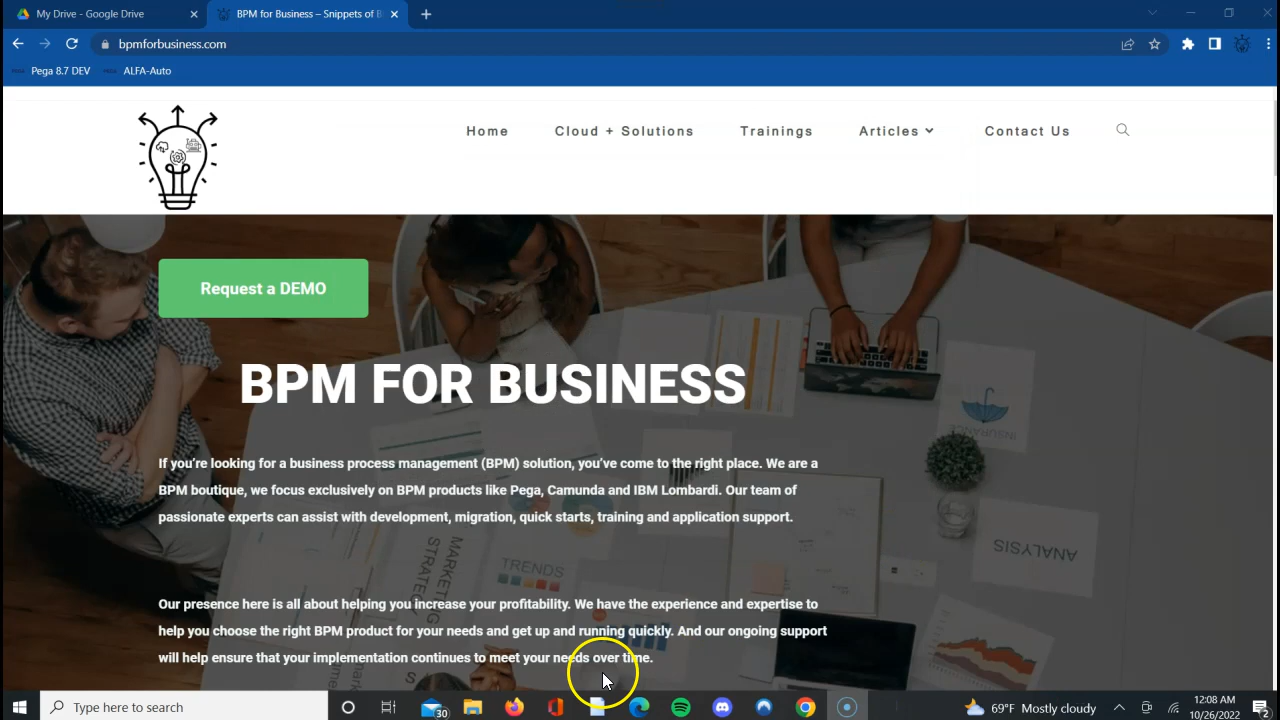 My Drive - Google Drive
BPM for Business – Snippets of B
bpmforbusiness.com
Pega 8.7 DEV
ALFA-Auto
Home
Cloud + Solutions
Trainings
Articles
Contact Us
Request a DEMO
BPM FOR BUSINESS
If you're looking for a business process management (BPM) solution, you've come to the right place. We are a
BPM boutique, we focus exclusively on BPM products like Pega, Camunda and IBM Lombardi. Our team of
passionate experts can assist with development, migration, quick starts, training and application support.
INSURANCE
ANALYSIS
MARKETING
STRATEGY
TRENDS
Our presence here is all about helping you increase your profitability. We have the experience and expertise to
help you choose the right BPM product for your needs and get up and running quickly. And our ongoing support
will help ensure that your implementation continues to meet your needs over time.
Type here to search
30
69°F Mostly cloudy
12:08 AM
10/26/2022
2